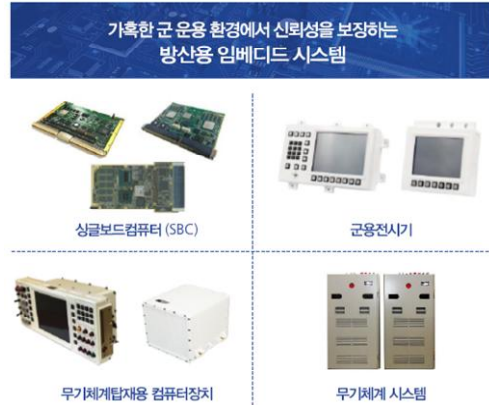 가혹한 군 운용 환경에서 신뢰성을 보장하는
방산용 임베디드 시스템
싱글보드컴퓨터 (SBC)
군용전시기
무기체계탑재용 컴퓨터장치
무기체계 시스템